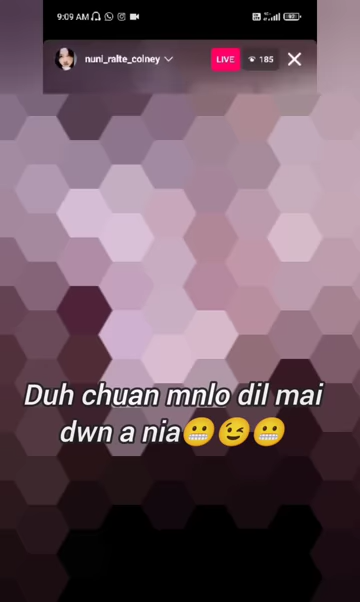 9:09 AM
nuni_ralte_colney
LIVE
185
Duh chuan mnlo dil mai
dwn a nia😬😉😬